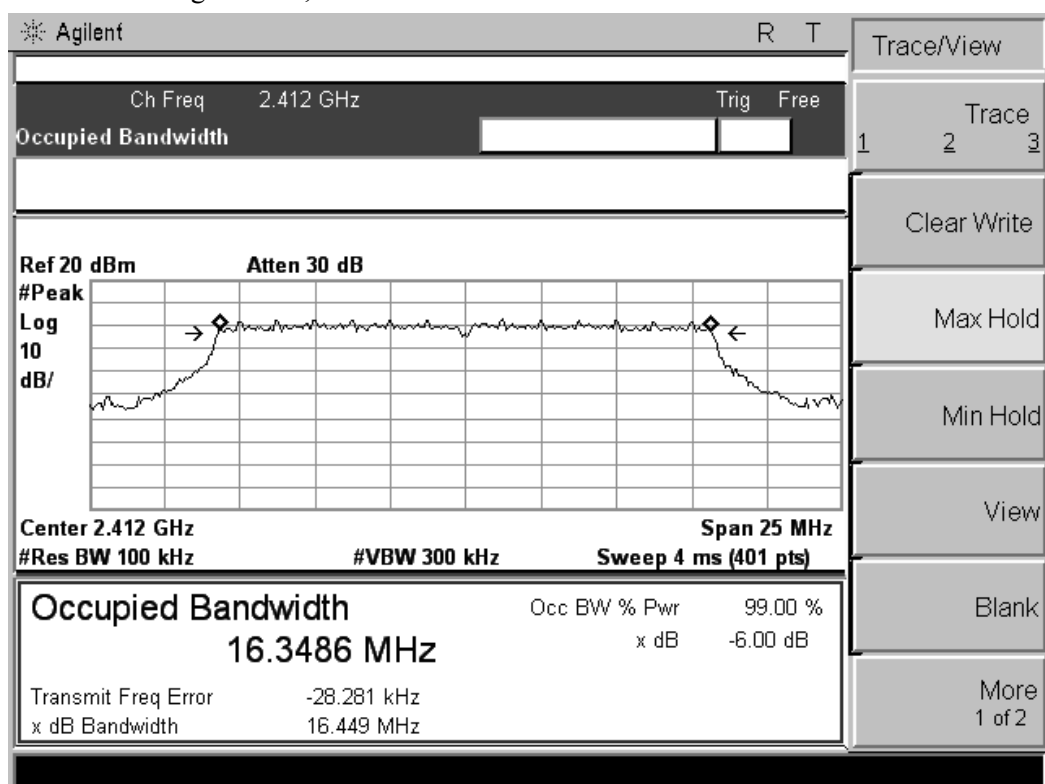 Agilent R T
Trace/View
Ch Freq 2.412 GHz Trig Free
Occupied Bandwidth
Trace
1 2 3
Clear Write
Ref 20 dBm Atten 30 dB
#Peak
Log
10
dB/
Max Hold
Min Hold
View
Center 2.412 GHz Span 25 MHz
#Res BW 100 kHz #VBW 300 kHz Sweep 4 ms (401 pts)
Occupied Bandwidth Occ BW % Pwr 99.00 %
16.3486 MHz x dB -6.00 dB
Transmit Freq Error -28.281 kHz
x dB Bandwidth 16.449 MHz
Blank
More
1 of 2